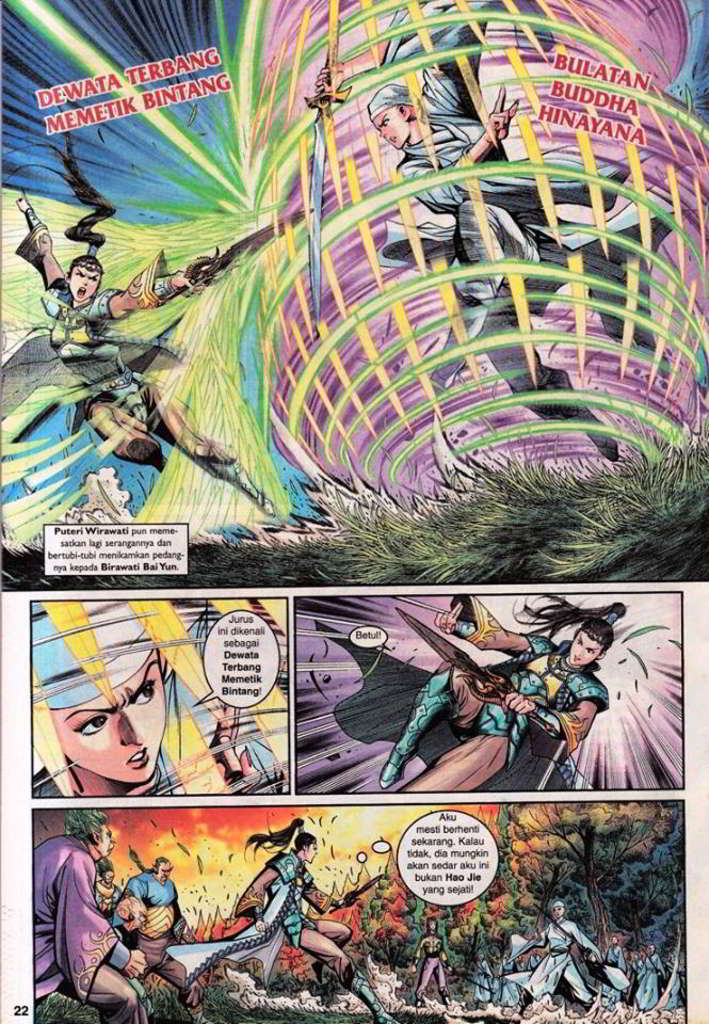 DEWATA TERBANG
MEMETIK BINTANG
BULATAN
BUDDHA
HINAYANA
Puteri Wirawati pun meme-
satkan lagi serangannya dan
bertubi-tubi menikamkan pedang-
nya kepada Birawati Bai Yun.
Jurus
ini dikenali
sebagai
Dewata
Terbang
Memetik
Bintang!
Betul!
Aku
mesti berhenti
sekarang. Kalau
tidak, dia mungkin
akan sedar aku ini
bukan Hao Jie
yang sejati!
22